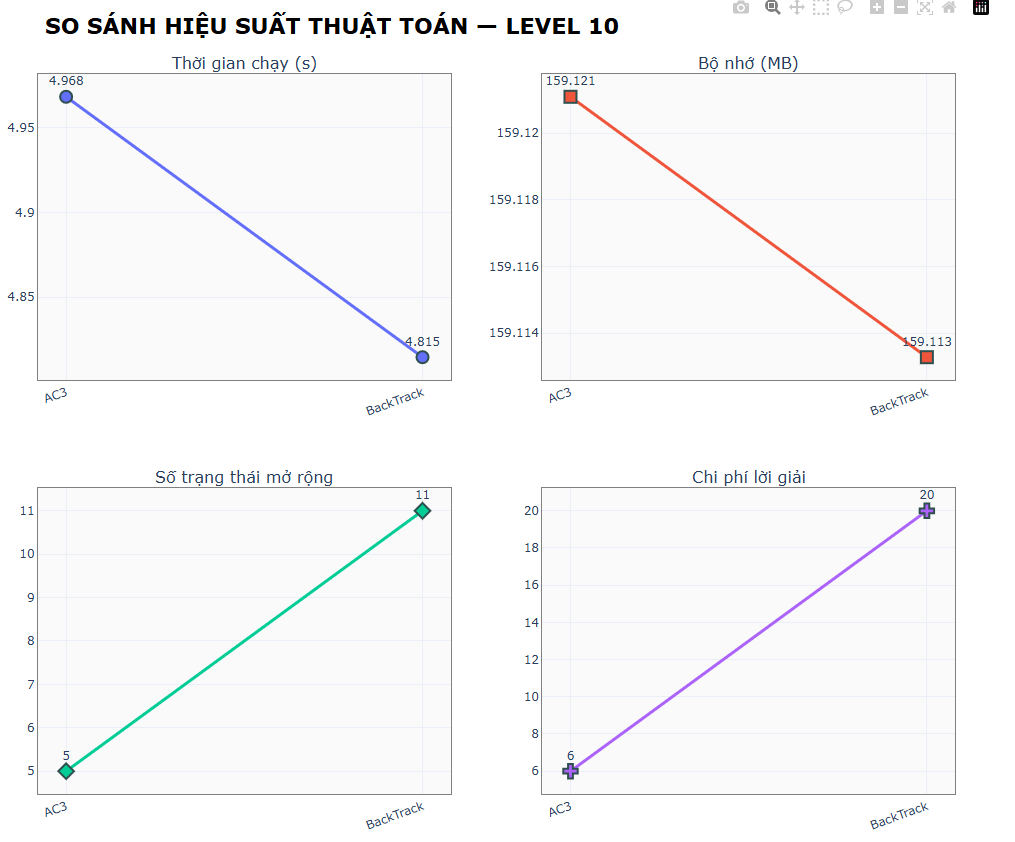 SO SÁNH HIỆU SUẤT THUẬT TOÁN — LEVEL 10
Thời gian chạy (s)
4.968
4.95
4.9
4.85
4.815
AC3
BackTrack
Bộ nhớ (MB)
159.121
159.12
159.118
159.116
159.114
159.113
AC3
BackTrack
Số trạng thái mở rộng
11
11
10
9
8
7
6
5
5
AC3
BackTrack
Chi phí lời giải
20
20
18
16
14
12
10
8
6
6
AC3
BackTrack